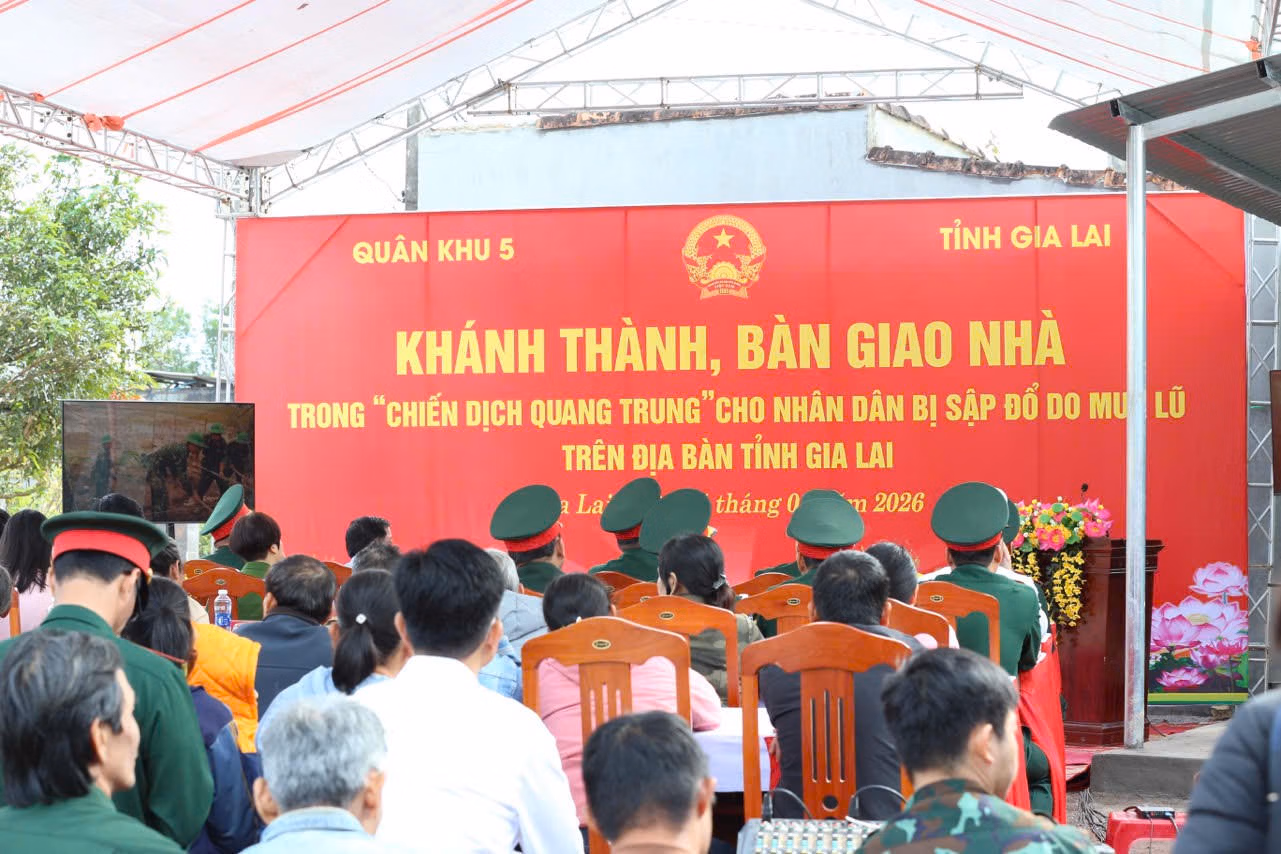 QUÂN KHU 5
TỈNH GIA LAI
KHÁNH THÀNH, BÀN GIAO NHÀ
TRONG "CHIẾN DỊCH QUANG TRUNG" CHO NHÂN DÂN BỊ SẬP ĐỔ DO LŨ
TRÊN ĐỊA BÀN TỈNH GIA LAI
Lai tháng 2026